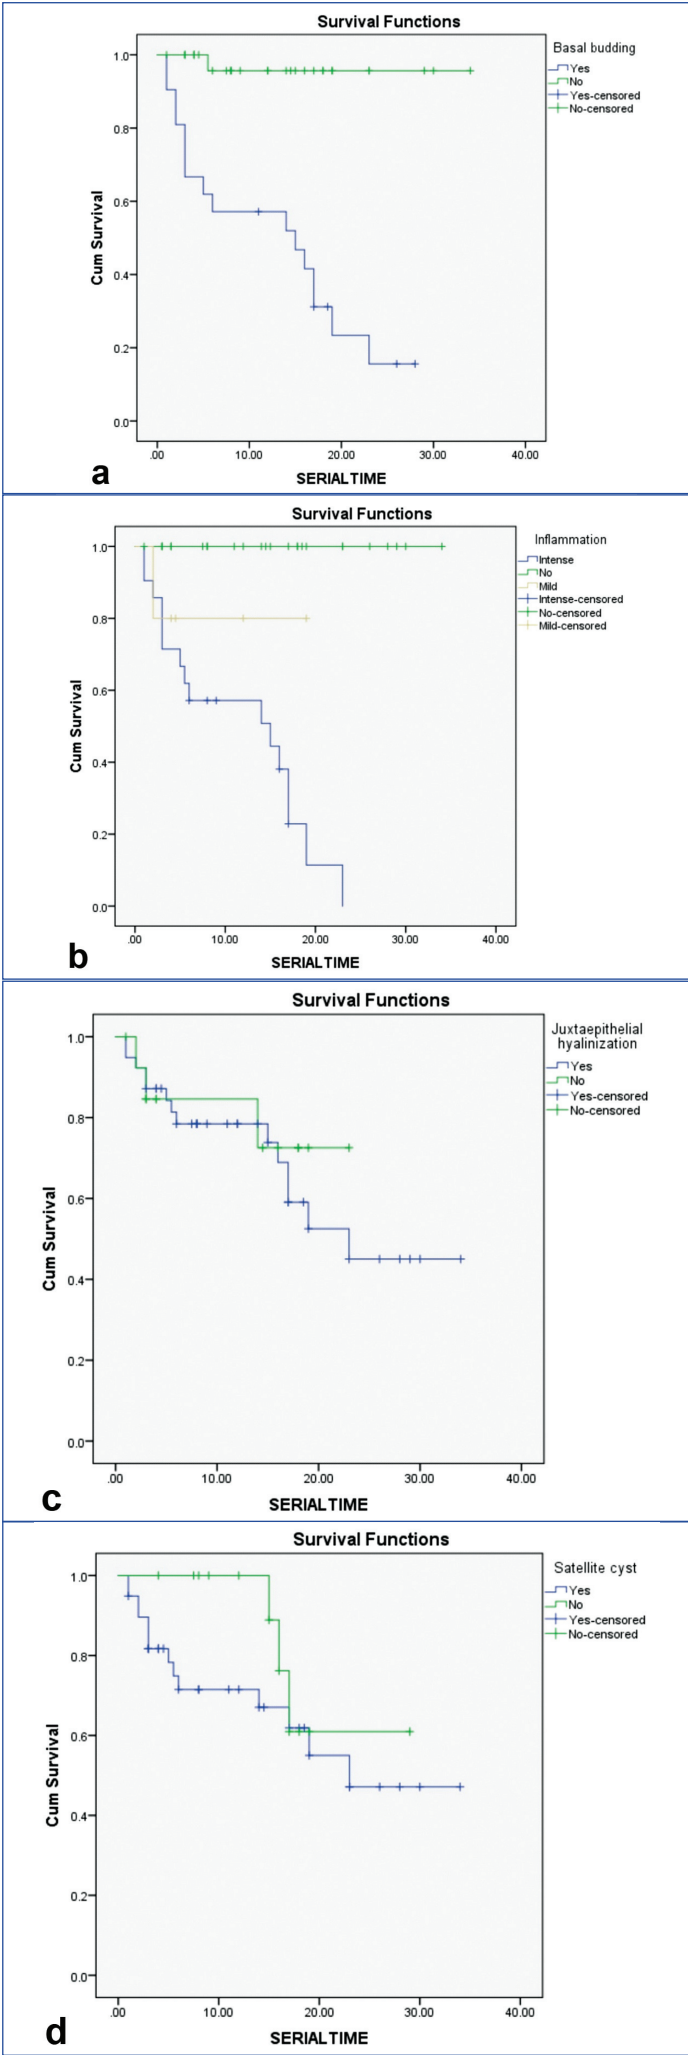 Survival Functions
Basal budding
Yes
No
Yes-censored
No-censored
1.0
0.8
0.6
0.4
0.2
0.0
Cum Survival
.00 10.00 20.00 30.00 40.00
SERIALTIME
a
Survival Functions
Inflammation
Intense
No
Mild
Intense-censored
No-censored
Mild-censored
1.0
0.8
0.6
0.4
0.2
0.0
Cum Survival
.00 10.00 20.00 30.00 40.00
SERIALTIME
b
Survival Functions
Juxtaepithelial
hyalinization
Yes
No
Yes-censored
No-censored
1.0
0.8
0.6
0.4
0.2
0.0
Cum Survival
.00 10.00 20.00 30.00 40.00
SERIALTIME
c
Survival Functions
Satellite cyst
Yes
No
Yes-censored
No-censored
1.0
0.8
0.6
0.4
0.2
0.0
Cum Survival
.00 10.00 20.00 30.00 40.00
SERIALTIME
d